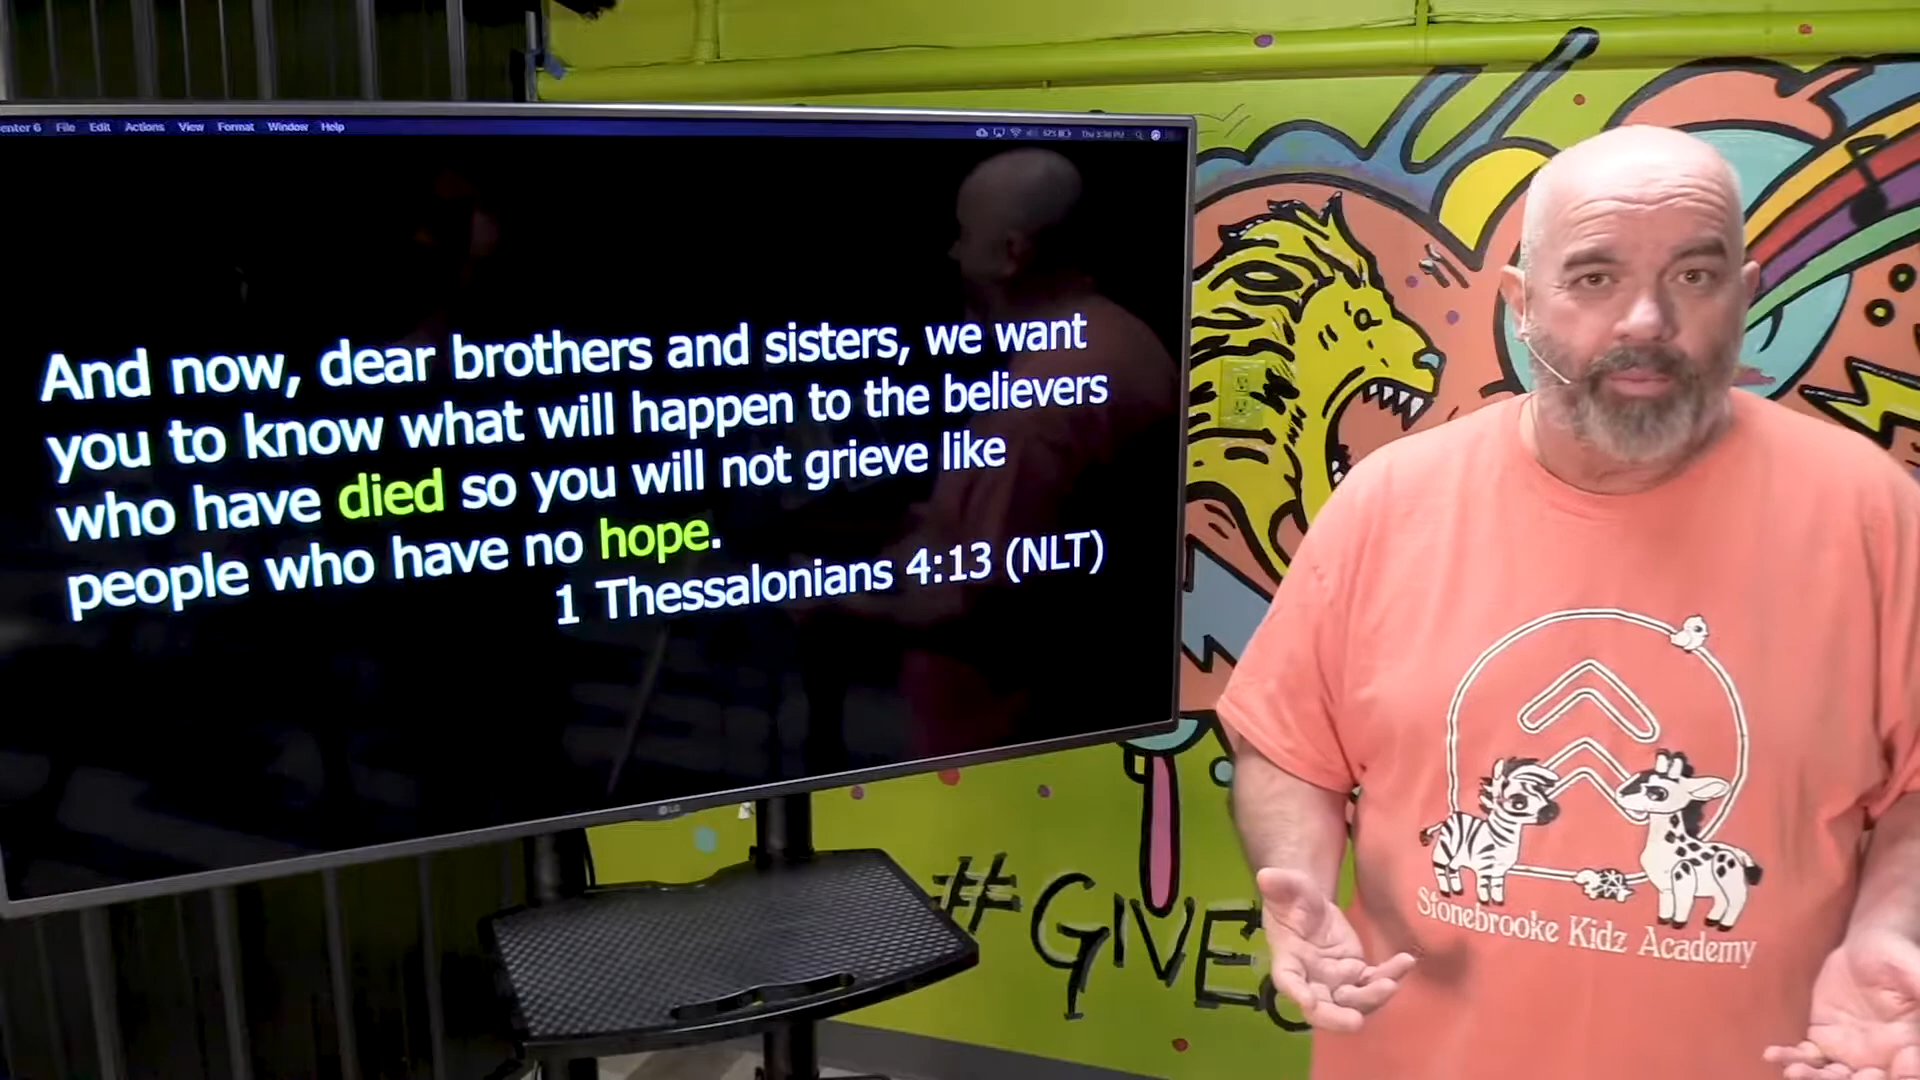 enter 6 File Edit Actions View Format Window Help
And now, dear brothers and sisters, we want
you to know what will happen to the believers
who have died so you will not grieve like
people who have no hope.
1 Thessalonians 4:13 (NLT)
LG
#GIVE
Stonebrooke Kidz Academy